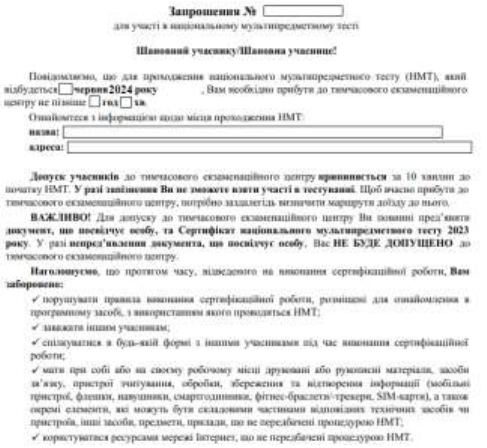 Запрошення №
для участі в національному мультипредметному тесті
Шановний учаснику/Шановна учаснице!
Повідомляємо, що для проходження національного мультипредметного тесту (НМТ), який
відбудеться червня 2024 року , Вам необхідно прибути до тимчасового екзаменаційного
центру не пізніше год хв.
Ознайомтеся з інформацією щодо місця проходження НМТ:
назва:
адреса:
Допуск учасників до тимчасового екзаменаційного центру припиняється за 10 хвилин до
початку НМТ. У разі запізнення Ви не зможете взяти участі в тестуванні. Щоб вчасно прибути до
тимчасового екзаменаційного центру, потрібно заздалегідь визначити маршрути доїзду до нього.
ВАЖЛИВО! Для допуску до тимчасового екзаменаційного центру Ви повинні пред’явити
документ, що посвідчує особу, та Сертифікат національного мультипредметного тесту 2023
року. У разі непред’явлення документа, що посвідчує особу, Вас НЕ БУДЕ ДОПУЩЕНО до
тимчасового екзаменаційного центру.
Наголошуємо, що протягом часу, відведеного на виконання сертифікаційної роботи, Вам
заборонено:
✓ порушувати правила виконання сертифікаційної роботи, розміщені для ознайомлення в
програмному засобі, з використанням якого проводиться НМТ;
✓ заважати іншим учасникам;
✓ спілкуватися в будь-якій формі з іншими учасниками під час виконання сертифікаційної
роботи;
✓ мати при собі або на своєму робочому місці друковані або рукописні матеріали, засоби
зв’язку, пристрої зчитування, обробки, збереження та відтворення інформації (мобільні
пристрої, флешки, навушники, смартгодинники, фітнес-браслети/-трекери, SIM-карти), а також
окремі елементи, які можуть бути складовими частинами відповідних технічних засобів чи
пристроїв, інші засоби, предмети, прилади, що не передбачені процедурою НМТ;
✓ користуватися ресурсами мережі Інтернет, що не передбачені процедурою НМТ.